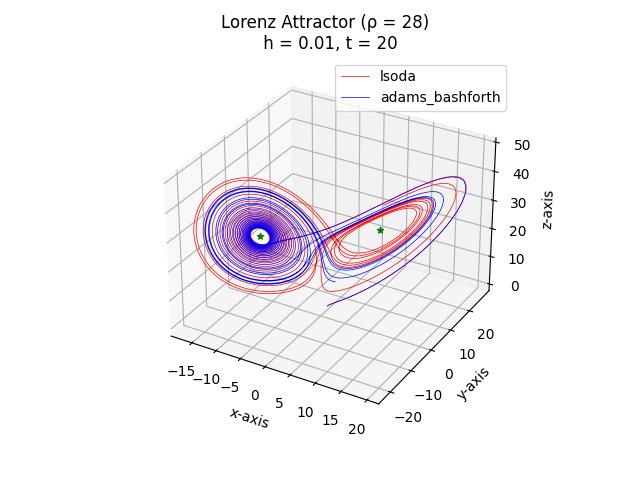 Lorenz Attractor (ρ = 28)
h = 0.01, t = 20
lsoda
adams_bashforth
50
40
30
20
10
0
z-axis
20
10
0
−10
−20
y-axis
−15
−10
−5
0
5
10
15
20
x-axis